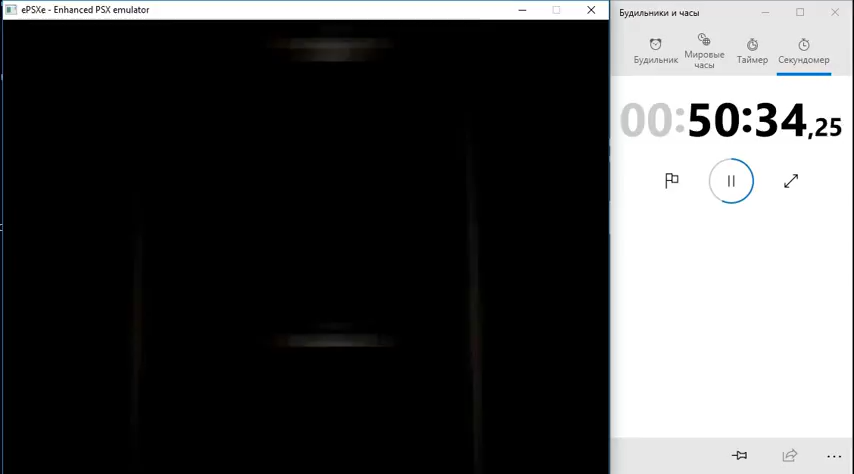 ePSXe - Enhanced PSX emulator
Будильники и часы
Будильник
Мировые
часы
Таймер
Секундомер
00:50:34,25